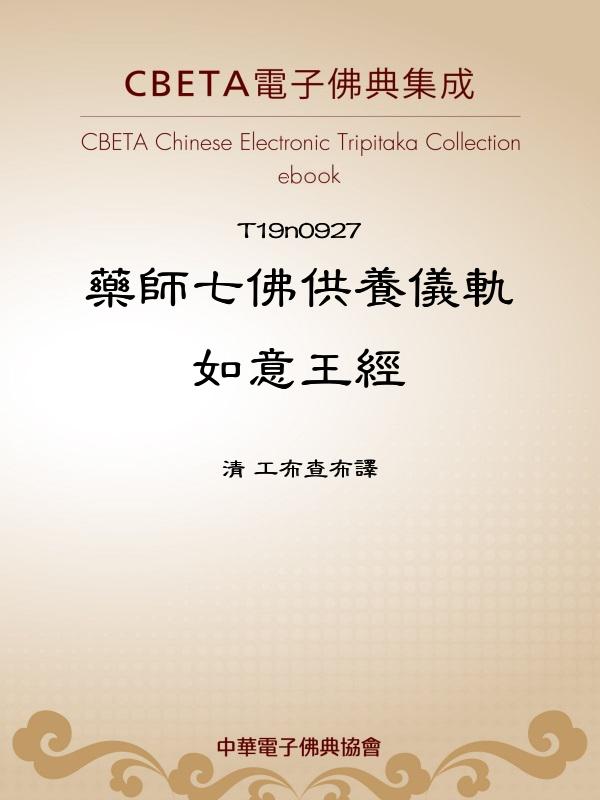 CBETA電子佛典集成
CBETA Chinese Electronic Tripitaka Collection
ebook
T19n0927
藥師七佛供養儀軌
如意王經
清 工布查布譯
中華電子佛典協會